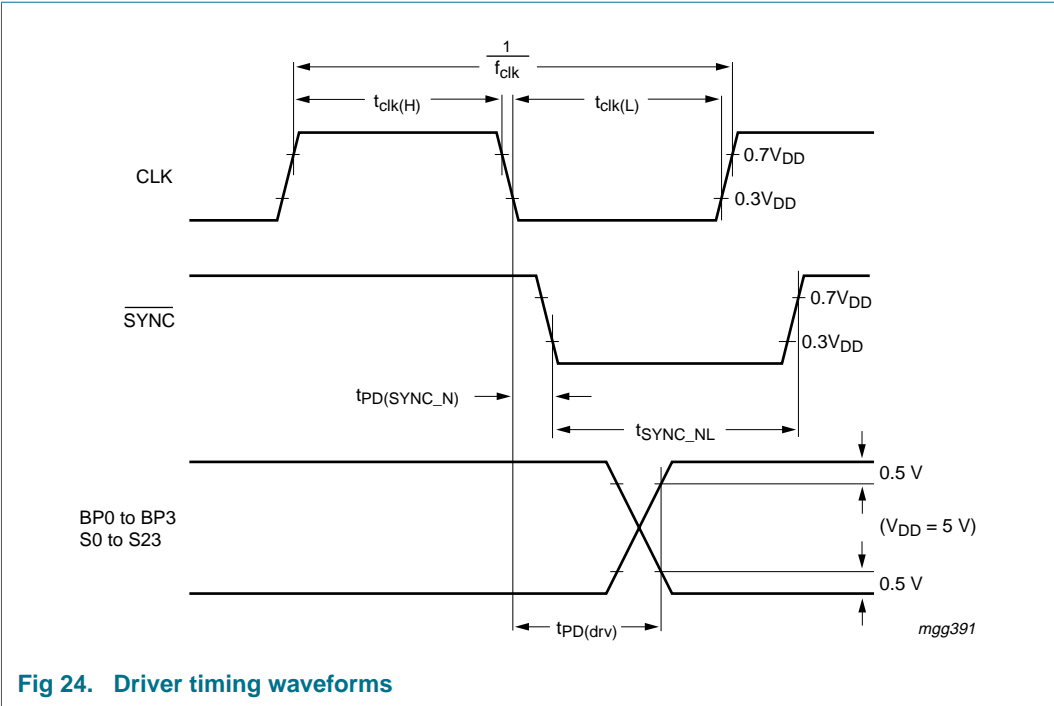 1
fclk
tclk(H)
tclk(L)
CLK
0.7VDD
0.3VDD
SYNC
0.7VDD
0.3VDD
tPD(SYNC_N)
tSYNC_NL
BP0 to BP3
S0 to S23
0.5 V
(VDD = 5 V)
0.5 V
tPD(drv)
mgg391
Fig 24. Driver timing waveforms